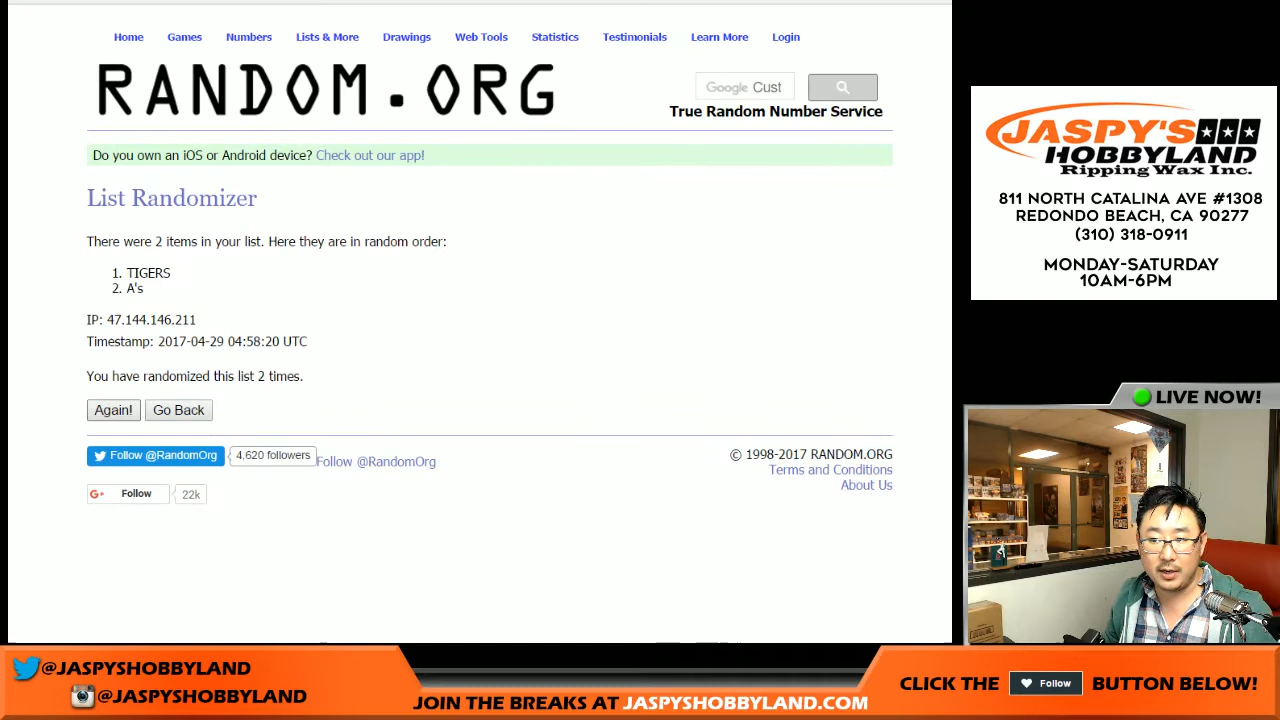 Home Games Numbers Lists & More Drawings Web Tools Statistics Testimonials Learn More Login
RANDOM.ORG
Google Cust
True Random Number Service
Do you own an iOS or Android device? Check out our app!
List Randomizer
There were 2 items in your list. Here they are in random order:
1. TIGERS
2. A's
IP: 47.144.146.211
Timestamp: 2017-04-29 04:58:20 UTC
You have randomized this list 2 times.
Again! Go Back
Follow @RandomOrg 4,620 followers Follow @RandomOrg
G+ Follow 22k
© 1998-2017 RANDOM.ORG
Terms and Conditions
About Us
JASPY'S
HOBBYLAND
Ripping Wax Inc.
811 NORTH CATALINA AVE #1308
REDONDO BEACH, CA 90277
(310) 318-0911
MONDAY-SATURDAY
10AM-6PM
LIVE NOW!
@JASPYSHOBBYLAND
@JASPYSHOBBYLAND
JOIN THE BREAKS AT JASPYSHOBBYLAND.COM
CLICK THE Follow BUTTON BELOW!